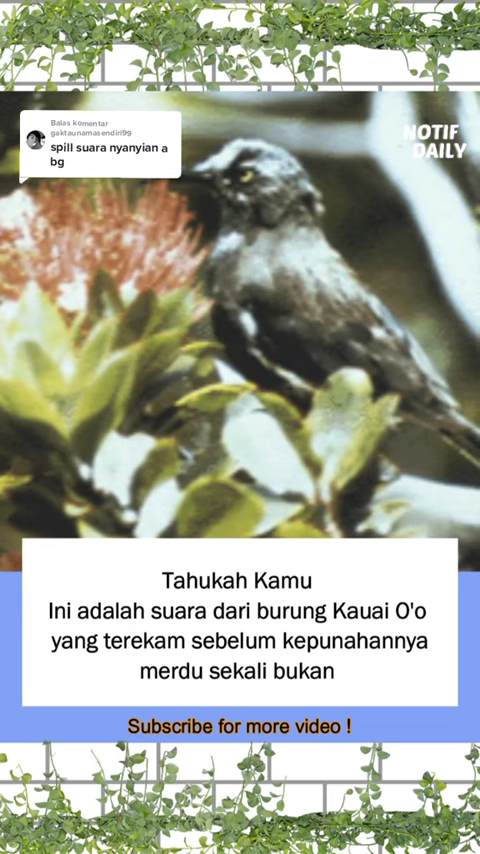 Balas komentar
gaktaunamasendiri99
spill suara nyanyian a
bg
NOTIF
DAILY
Tahukah Kamu
Ini adalah suara dari burung Kauai O'o
yang terekam sebelum kepunahannya
merdu sekali bukan
Subscribe for more video !